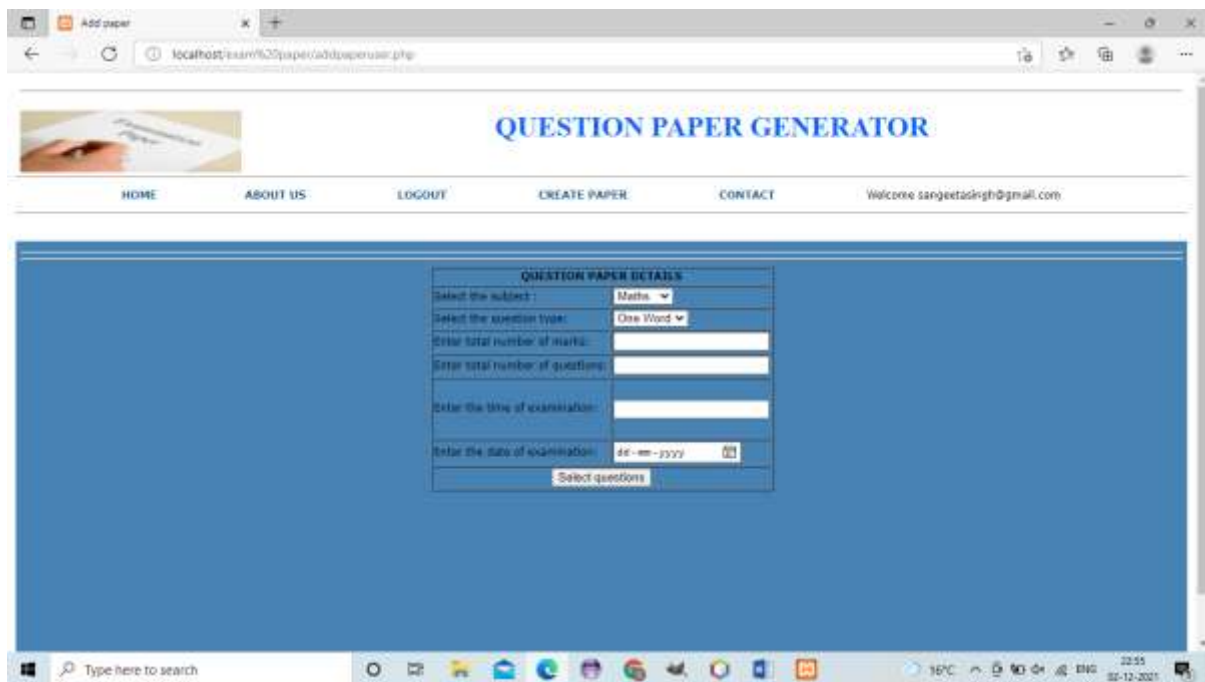 Add paper
localhost/exam%20paper/addpaperuser.php
Examination Paper
QUESTION PAPER GENERATOR
HOME ABOUT US LOGOUT CREATE PAPER CONTACT Welcome sangeetasingh@gmail.com
QUESTION PAPER DETAILS
Select the subject : Maths
Select the question type: One Word
Enter total number of marks:
Enter total number of questions:
Enter the time of examination:
Enter the date of examination: dd-mm-yyyy
Select questions
Type here to search 16°C ENG 22:55
02-12-2021